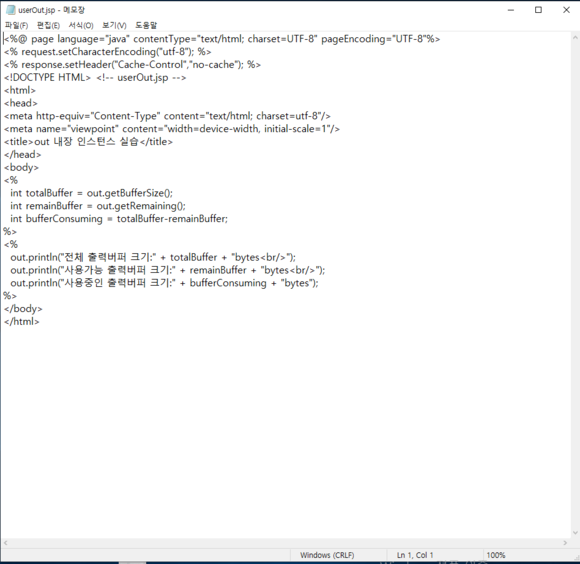 userOut.jsp - 메모장
파일(F) 편집(E) 서식(O) 보기(V) 도움말
<%@ page language="java" contentType="text/html; charset=UTF-8" pageEncoding="UTF-8"%>
<% request.setCharacterEncoding("utf-8"); %>
<% response.setHeader("Cache-Control","no-cache"); %>
<!DOCTYPE HTML> <!-- userOut.jsp -->
<html>
<head>
<meta http-equiv="Content-Type" content="text/html; charset=utf-8"/>
<meta name="viewport" content="width=device-width, initial-scale=1"/>
<title>out 내장 인스턴스 실습</title>
</head>
<body>
<%
  int totalBuffer = out.getBufferSize();
  int remainBuffer = out.getRemaining();
  int bufferConsuming = totalBuffer-remainBuffer;
%>
<%
  out.println("전체 출력버퍼 크기:" + totalBuffer + "bytes<br/>");
  out.println("사용가능 출력버퍼 크기:" + remainBuffer + "bytes<br/>");
  out.println("사용중인 출력버퍼 크기:" + bufferConsuming + "bytes");
%>
</body>
</html>
Windows (CRLF) Ln 1, Col 1 100%